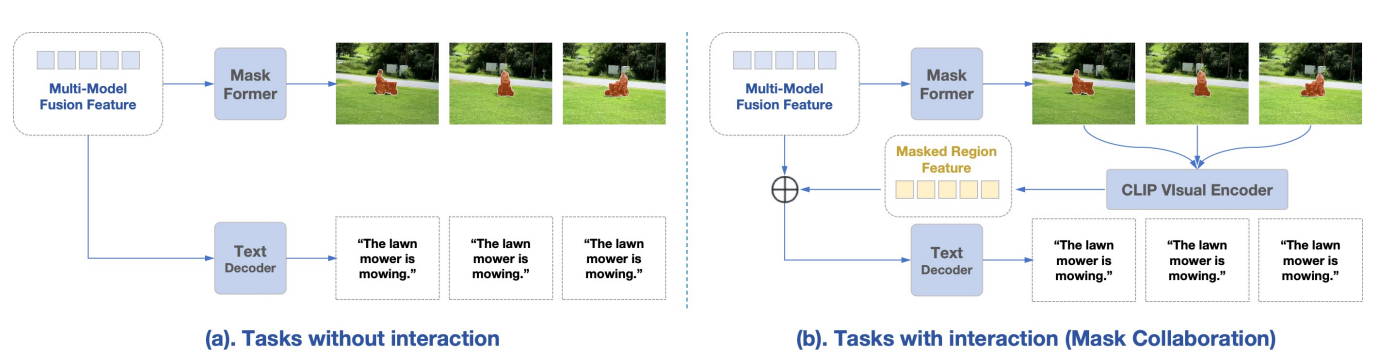 Multi-Model
Fusion Feature
Mask
Former
Text
Decoder
“The lawn
mower is
mowing.”
“The lawn
mower is
mowing.”
“The lawn
mower is
mowing.”
(a). Tasks without interaction
Multi-Model
Fusion Feature
Mask
Former
Masked Region
Feature
CLIP VIsual Encoder
Text
Decoder
“The lawn
mower is
mowing.”
“The lawn
mower is
mowing.”
“The lawn
mower is
mowing.”
(b). Tasks with interaction (Mask Collaboration)